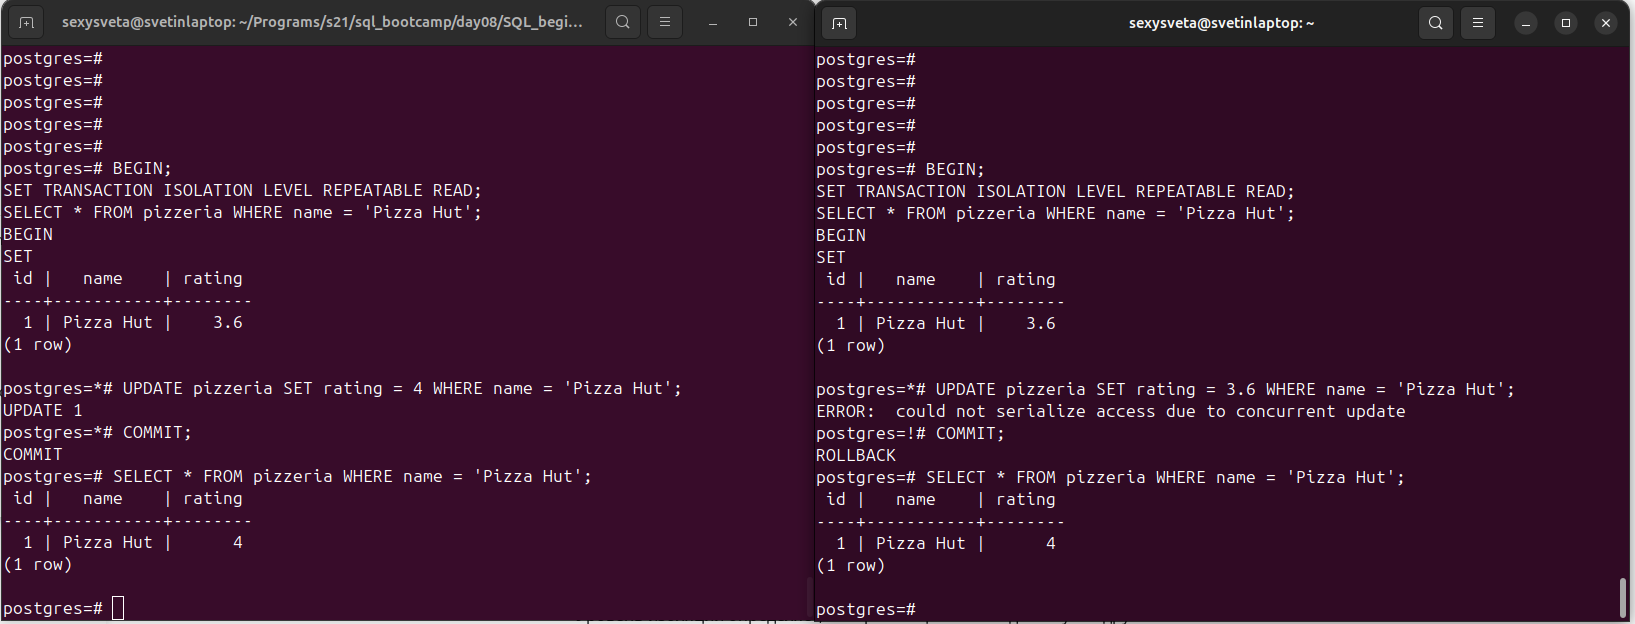 sexysveta@svetinlaptop: ~/Programs/s21/sql_bootcamp/day08/SQL_begi...
postgres=#
postgres=#
postgres=#
postgres=#
postgres=#
postgres=# BEGIN;
SET TRANSACTION ISOLATION LEVEL REPEATABLE READ;
SELECT * FROM pizzeria WHERE name = 'Pizza Hut';
BEGIN
SET
 id |   name    | rating
----+-----------+--------
  1 | Pizza Hut |    3.6
(1 row)

postgres=*# UPDATE pizzeria SET rating = 4 WHERE name = 'Pizza Hut';
UPDATE 1
postgres=*# COMMIT;
COMMIT
postgres=# SELECT * FROM pizzeria WHERE name = 'Pizza Hut';
 id |   name    | rating
----+-----------+--------
  1 | Pizza Hut |      4
(1 row)

postgres=#
sexysveta@svetinlaptop: ~
postgres=#
postgres=#
postgres=#
postgres=#
postgres=#
postgres=# BEGIN;
SET TRANSACTION ISOLATION LEVEL REPEATABLE READ;
SELECT * FROM pizzeria WHERE name = 'Pizza Hut';
BEGIN
SET
 id |   name    | rating
----+-----------+--------
  1 | Pizza Hut |    3.6
(1 row)

postgres=*# UPDATE pizzeria SET rating = 3.6 WHERE name = 'Pizza Hut';
ERROR:  could not serialize access due to concurrent update
postgres=!# COMMIT;
ROLLBACK
postgres=# SELECT * FROM pizzeria WHERE name = 'Pizza Hut';
 id |   name    | rating
----+-----------+--------
  1 | Pizza Hut |      4
(1 row)

postgres=#